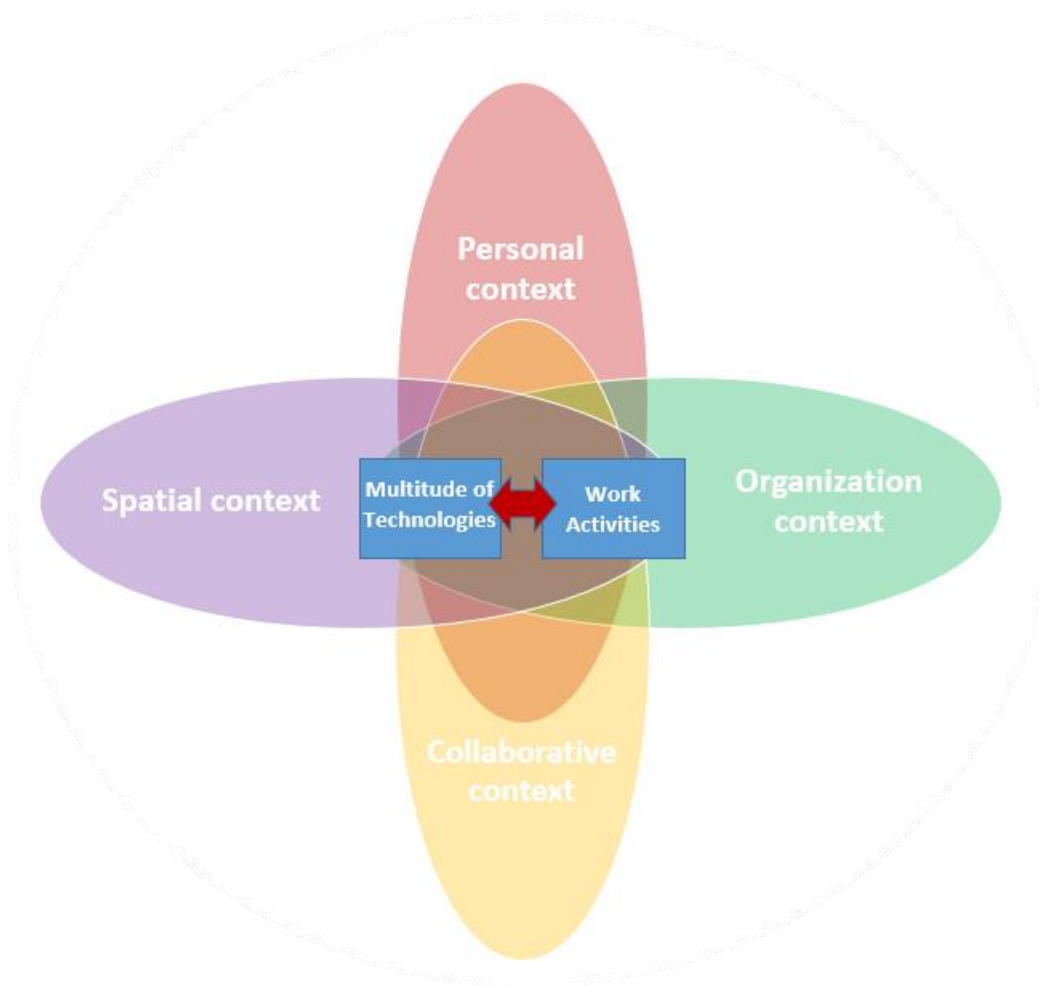 Personal
context
Spatial context
Multitude of
Technologies
Work
Activities
Organization
context
Collaborative
context